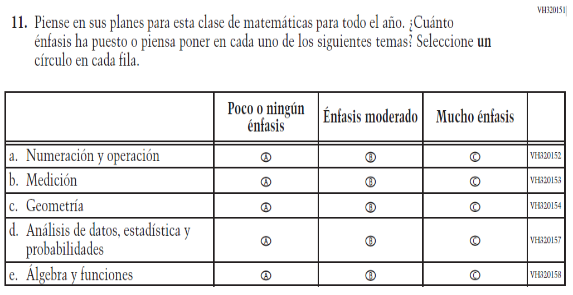 VH320151
11. Piense en sus planes para esta clase de matemáticas para todo el año. ¿Cuánto
énfasis ha puesto o piensa poner en cada uno de los siguientes temas? Seleccione un
círculo en cada fila.
Poco o ningún
énfasis
Énfasis moderado
Mucho énfasis
a. Numeración y operación Ⓐ Ⓑ Ⓒ VH320152
b. Medición Ⓐ Ⓑ Ⓒ VH320153
c. Geometría Ⓐ Ⓑ Ⓒ VH320154
d. Análisis de datos, estadística y
probabilidades Ⓐ Ⓑ Ⓒ VH320157
e. Álgebra y funciones Ⓐ Ⓑ Ⓒ VH320158